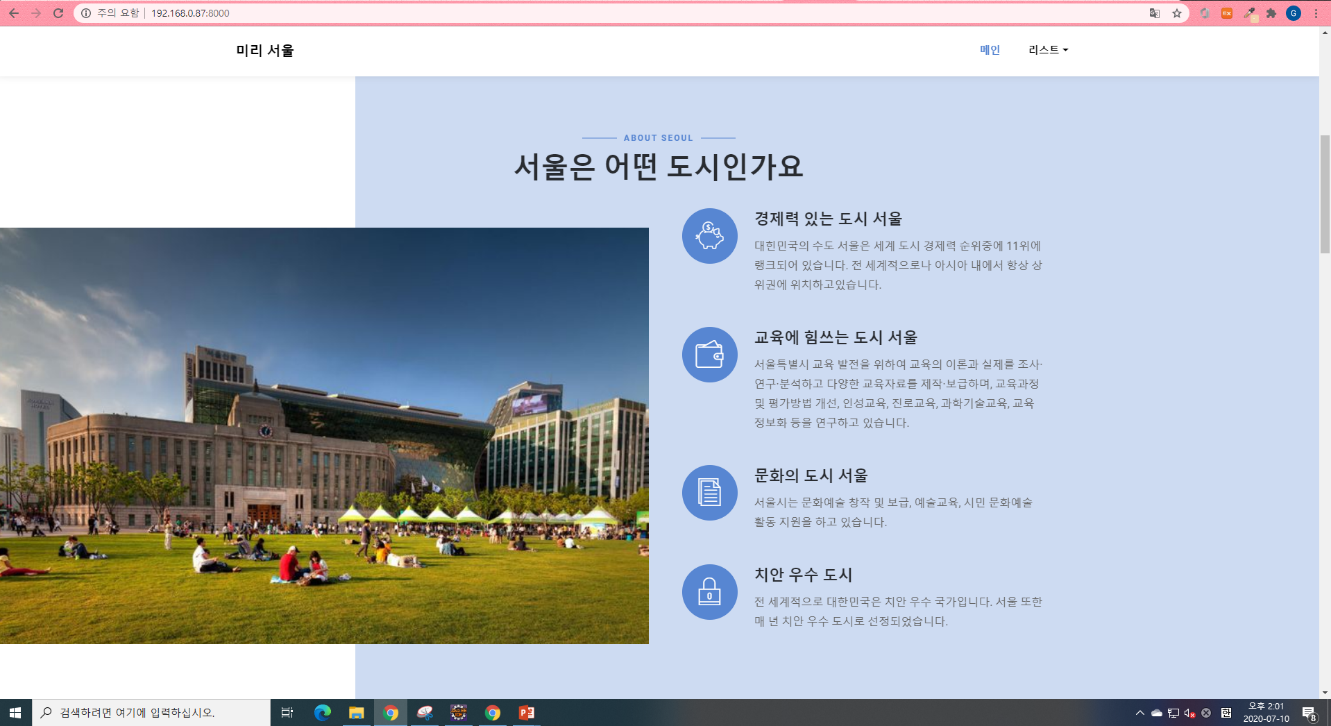 주의 요함 192.168.0.87:8000
G
미리 서울
메인
리스트
ABOUT SEOUL
서울은 어떤 도시인가요
경제력 있는 도시 서울
대한민국의 수도 서울은 세계 도시 경제력 순위중에 11위에
랭크되어 있습니다. 전 세계적으로나 아시아 내에서 항상 상
위권에 위치하고있습니다.
교육에 힘쓰는 도시 서울
서울특별시 교육 발전을 위하여 교육의 이론과 실제를 조사·
연구·분석하고 다양한 교육자료를 제작·보급하며, 교육과정
및 평가방법 개선, 인성교육, 진로교육, 과학기술교육, 교육
정보화 등을 연구하고 있습니다.
문화의 도시 서울
서울시는 문화예술 창작 및 보급, 예술교육, 시민 문화예술
활동 지원을 하고 있습니다.
치안 우수 도시
전 세계적으로 대한민국은 치안 우수 국가입니다. 서울 또한
매 년 치안 우수 도시로 선정되었습니다.
검색하려면 여기에 입력하십시오.
오후 2:01
2020-07-10
8